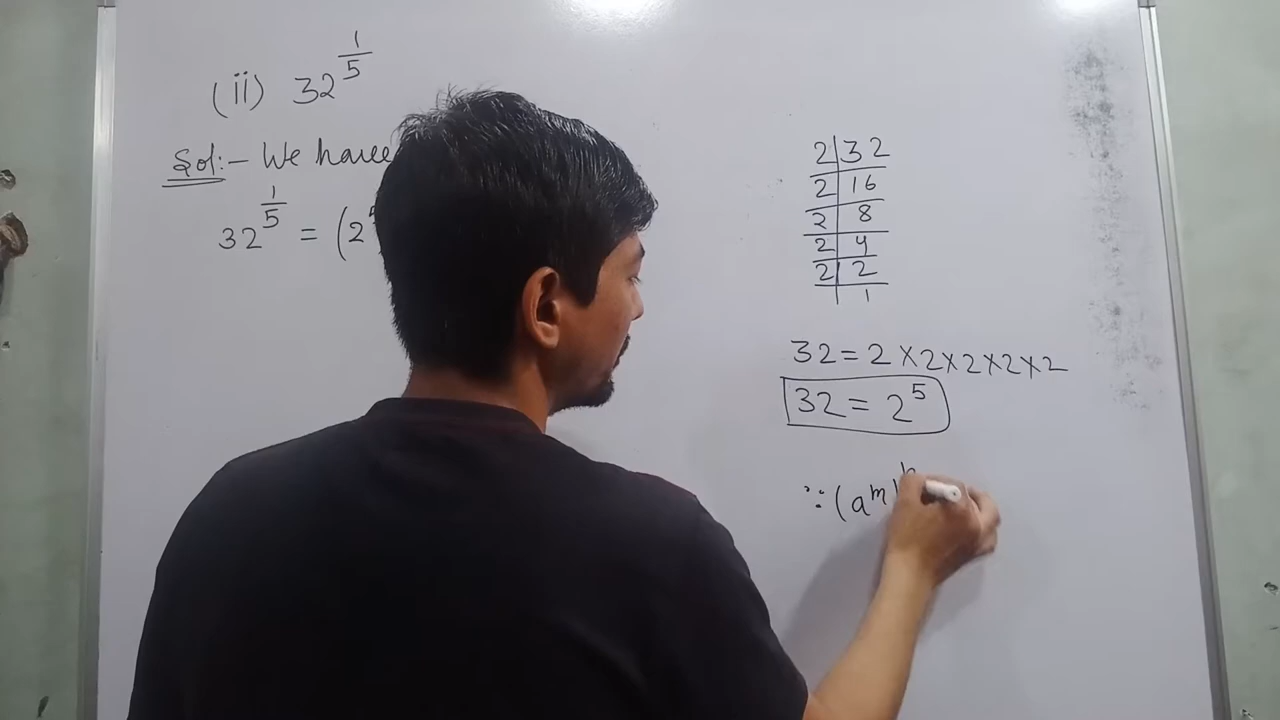 (ii) 32^(1/5)
Sol:- We have
32^(1/5) = (2^5
2 | 32
2 | 16
2 | 8
2 | 4
2 | 2
| 1
32 = 2 × 2 × 2 × 2 × 2
32 = 2^5
∵ (a^m)^n